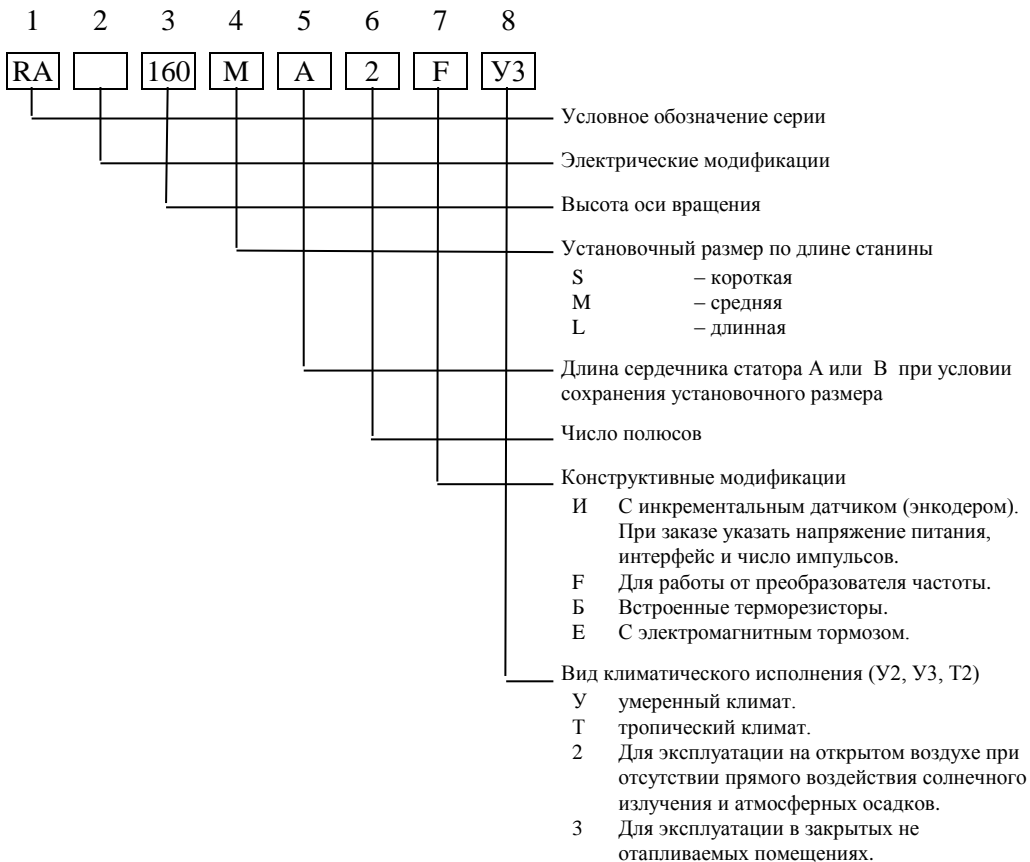 1 2 3 4 5 6 7 8
RA 160 M A 2 F У3
Условное обозначение серии
Электрические модификации
Высота оси вращения
Установочный размер по длине станины
S – короткая
M – средняя
L – длинная
Длина сердечника статора А или В при условии
сохранения установочного размера
Число полюсов
Конструктивные модификации
И С инкрементальным датчиком (энкодером).
При заказе указать напряжение питания,
интерфейс и число импульсов.
F Для работы от преобразователя частоты.
Б Встроенные терморезисторы.
Е С электромагнитным тормозом.
Вид климатического исполнения (У2, У3, Т2)
У умеренный климат.
Т тропический климат.
2 Для эксплуатации на открытом воздухе при
отсутствии прямого воздействия солнечного
излучения и атмосферных осадков.
3 Для эксплуатации в закрытых не
отапливаемых помещениях.